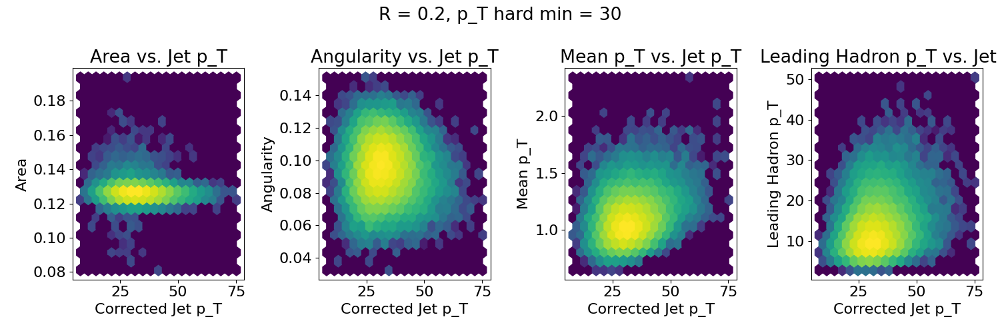 R = 0.2, p_T hard min = 30
Area vs. Jet p_T
Angularity vs. Jet p_T
Mean p_T vs. Jet p_T
Leading Hadron p_T vs. Jet
Area
0.18
0.16
0.14
0.12
0.10
0.08
25
50
75
Corrected Jet p_T
Angularity
0.14
0.12
0.10
0.08
0.06
0.04
25
50
75
Corrected Jet p_T
Mean p_T
2.0
1.5
1.0
25
50
75
Corrected Jet p_T
Leading Hadron p_T
50
40
30
20
10
25
50
75
Corrected Jet p_T